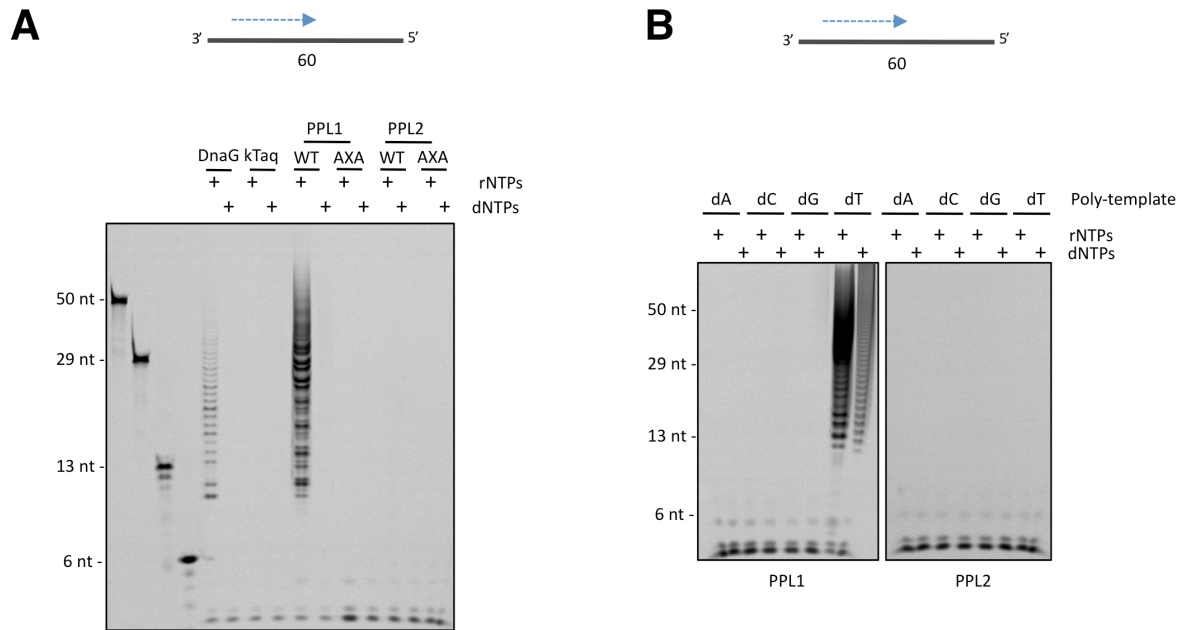 A
3’ 5’
60
PPL1 PPL2
DnaG kTaq WT AXA WT AXA
+ + + + + + rNTPs
+ + + + + + dNTPs
50 nt -
29 nt -
13 nt -
6 nt -
B
3’ 5’
60
dA dC dG dT dA dC dG dT Poly-template
+ + + + + + + + rNTPs
+ + + + + + + + dNTPs
50 nt -
29 nt -
13 nt -
6 nt -
PPL1 PPL2